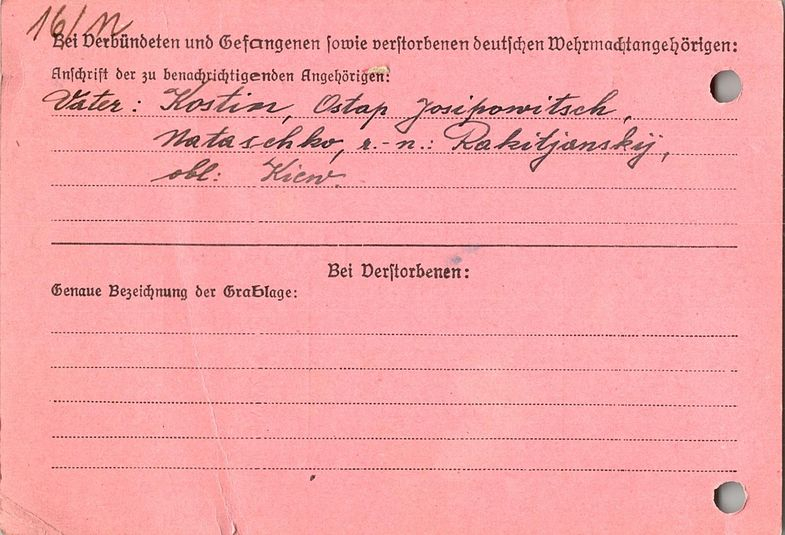 16/N
Bei Verbündeten und Gefangenen sowie verstorbenen deutschen Wehrmachtangehörigen:
Anschrift der zu benachrichtigenden Angehörigen:
Vater: Kostin, Ostap Josipowitsch,
Nataschko, r.-n.: Rakitjanskij,
obl: Kiew.
Bei Verstorbenen:
Genaue Bezeichnung der Grablage: